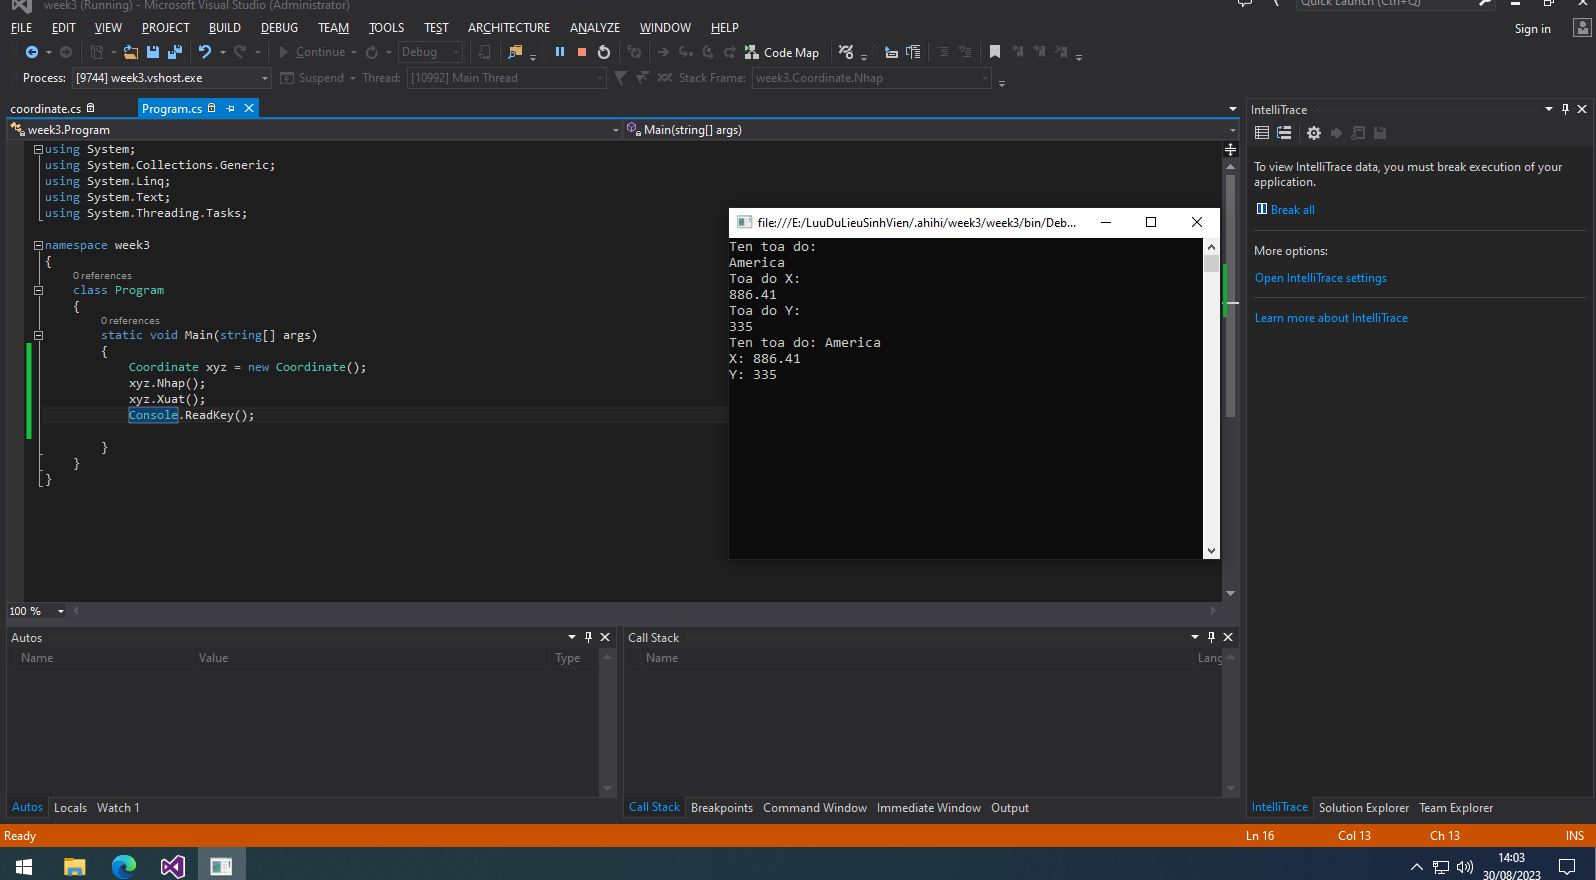 week3 (Running) - Microsoft Visual Studio (Administrator)
Quick Launch (Ctrl+Q)
FILE EDIT VIEW PROJECT BUILD DEBUG TEAM TOOLS TEST ARCHITECTURE ANALYZE WINDOW HELP
Sign in
Continue Debug Code Map
Process: [9744] week3.vshost.exe Suspend Thread: [10992] Main Thread Stack Frame: week3.Coordinate.Nhap
coordinate.cs Program.cs
week3.Program Main(string[] args)
using System;
using System.Collections.Generic;
using System.Linq;
using System.Text;
using System.Threading.Tasks;
namespace week3
{
0 references
class Program
{
0 references
static void Main(string[] args)
{
Coordinate xyz = new Coordinate();
xyz.Nhap();
xyz.Xuat();
Console.ReadKey();
}
}
}
file:///E:/LuuDuLieuSinhVien/.ahihi/week3/week3/bin/Deb...
Ten toa do:
America
Toa do X:
886.41
Toa do Y:
335
Ten toa do: America
X: 886.41
Y: 335
IntelliTrace
To view IntelliTrace data, you must break execution of your
application.
Break all
More options:
Open IntelliTrace settings
Learn more about IntelliTrace
100 %
Autos
Name Value Type
Autos Locals Watch 1
Call Stack
Name Lang
Call Stack Breakpoints Command Window Immediate Window Output
IntelliTrace Solution Explorer Team Explorer
Ready Ln 16 Col 13 Ch 13 INS
14:03
30/08/2023